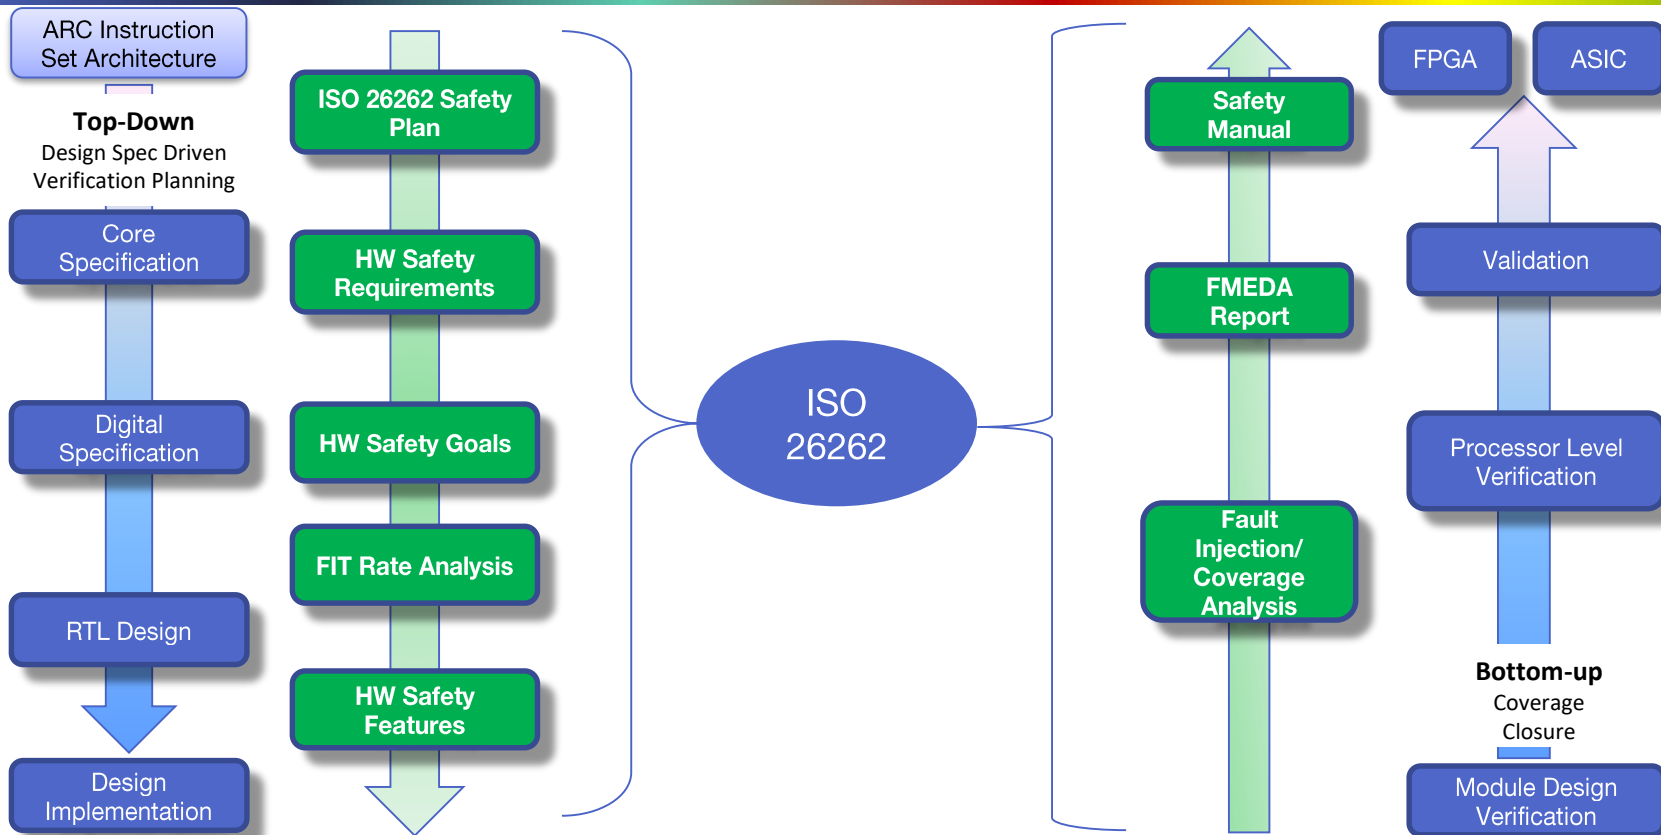 ARC Instruction
Set Architecture
Top-Down
Design Spec Driven
Verification Planning
Core
Specification
Digital
Specification
RTL Design
Design
Implementation
ISO 26262 Safety
Plan
HW Safety
Requirements
HW Safety Goals
FIT Rate Analysis
HW Safety
Features
ISO
26262
Safety
Manual
FMEDA
Report
Fault
Injection/
Coverage
Analysis
FPGA
ASIC
Validation
Processor Level
Verification
Bottom-up
Coverage
Closure
Module Design
Verification